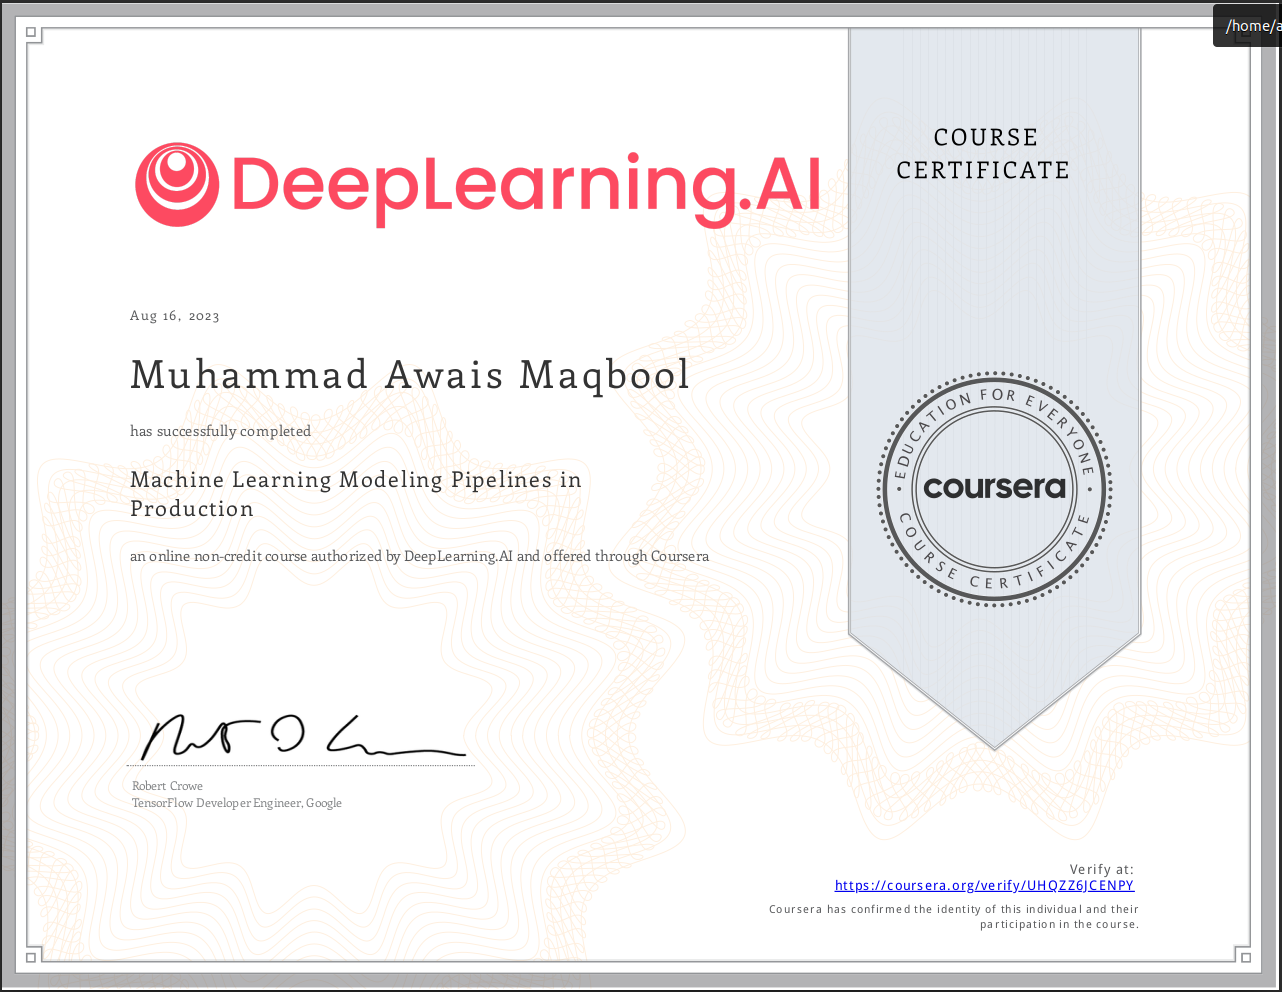 /home/a
DeepLearning.AI
COURSE
CERTIFICATE
Aug 16, 2023
Muhammad Awais Maqbool
has successfully completed
Machine Learning Modeling Pipelines in
Production
an online non-credit course authorized by DeepLearning.AI and offered through Coursera
EDUCATION FOR EVERYONE
coursera
COURSE CERTIFICATE
Robert Crowe
TensorFlow Developer Engineer, Google
Verify at:
https://coursera.org/verify/UHQZZ6JCENPY
Coursera has confirmed the identity of this individual and their
participation in the course.